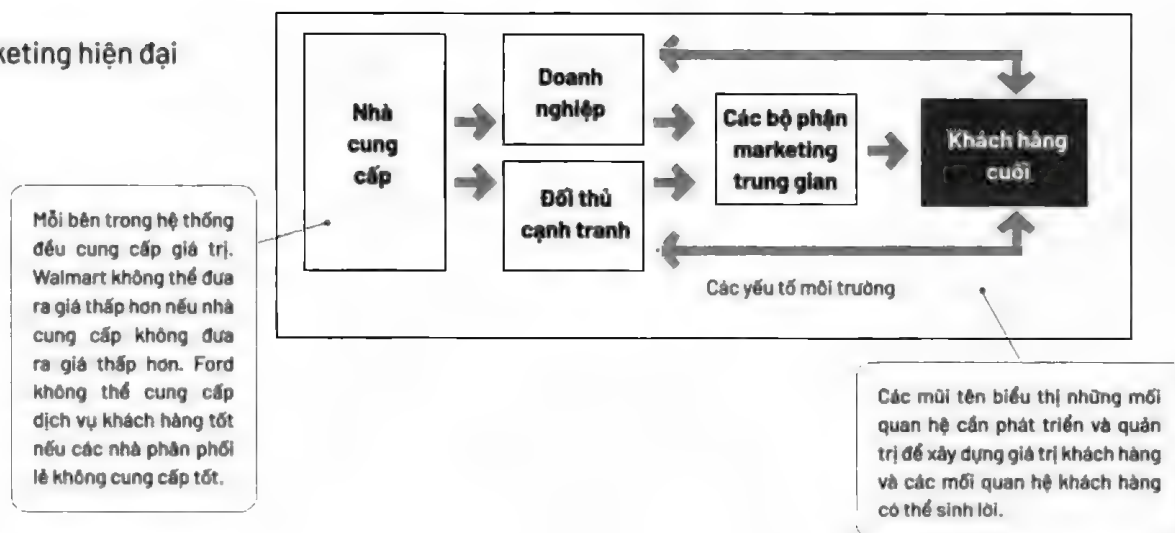 keting hiện đại
Nhà
cung
cấp
Doanh
nghiệp
Đối thủ
cạnh tranh
Các bộ phận
marketing
trung gian
Khách hàng
cuối
Các yếu tố môi trường
Mỗi bên trong hệ thống
đều cung cấp giá trị.
Walmart không thể đưa
ra giá thấp hơn nếu nhà
cung cấp không đưa
ra giá thấp hơn. Ford
không thể cung cấp
dịch vụ khách hàng tốt
nếu các nhà phân phối
lẻ không cung cấp tốt.
Các mũi tên biểu thị những mối
quan hệ cần phát triển và quản
trị để xây dựng giá trị khách hàng
và các mối quan hệ khách hàng
có thể sinh lời.